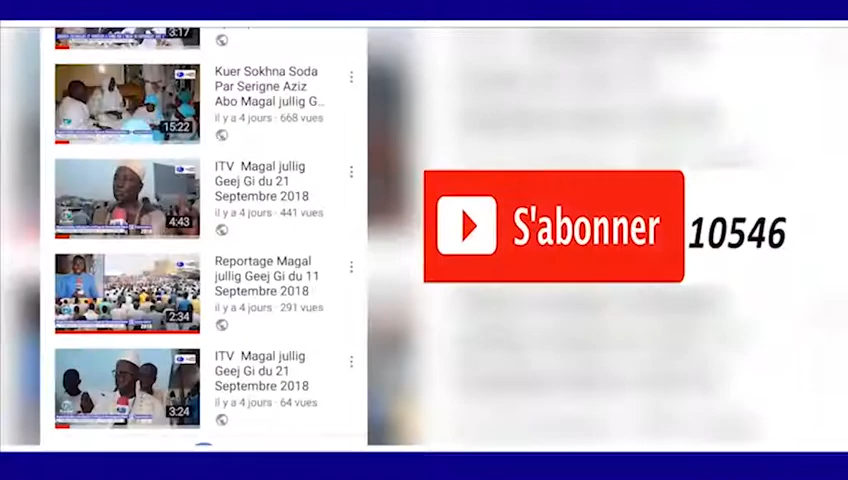 3:17
Kuer Sokhna Soda
Par Serigne Aziz
Abo Magal jullig G...
il y a 4 jours · 668 vues
15:22
ITV Magal jullig
Geej Gi du 21
Septembre 2018
il y a 4 jours · 441 vues
4:43
Reportage Magal
jullig Geej Gi du 11
Septembre 2018
il y a 4 jours · 291 vues
2:34
ITV Magal jullig
Geej Gi du 21
Septembre 2018
il y a 4 jours · 64 vues
3:24
S'abonner
10546